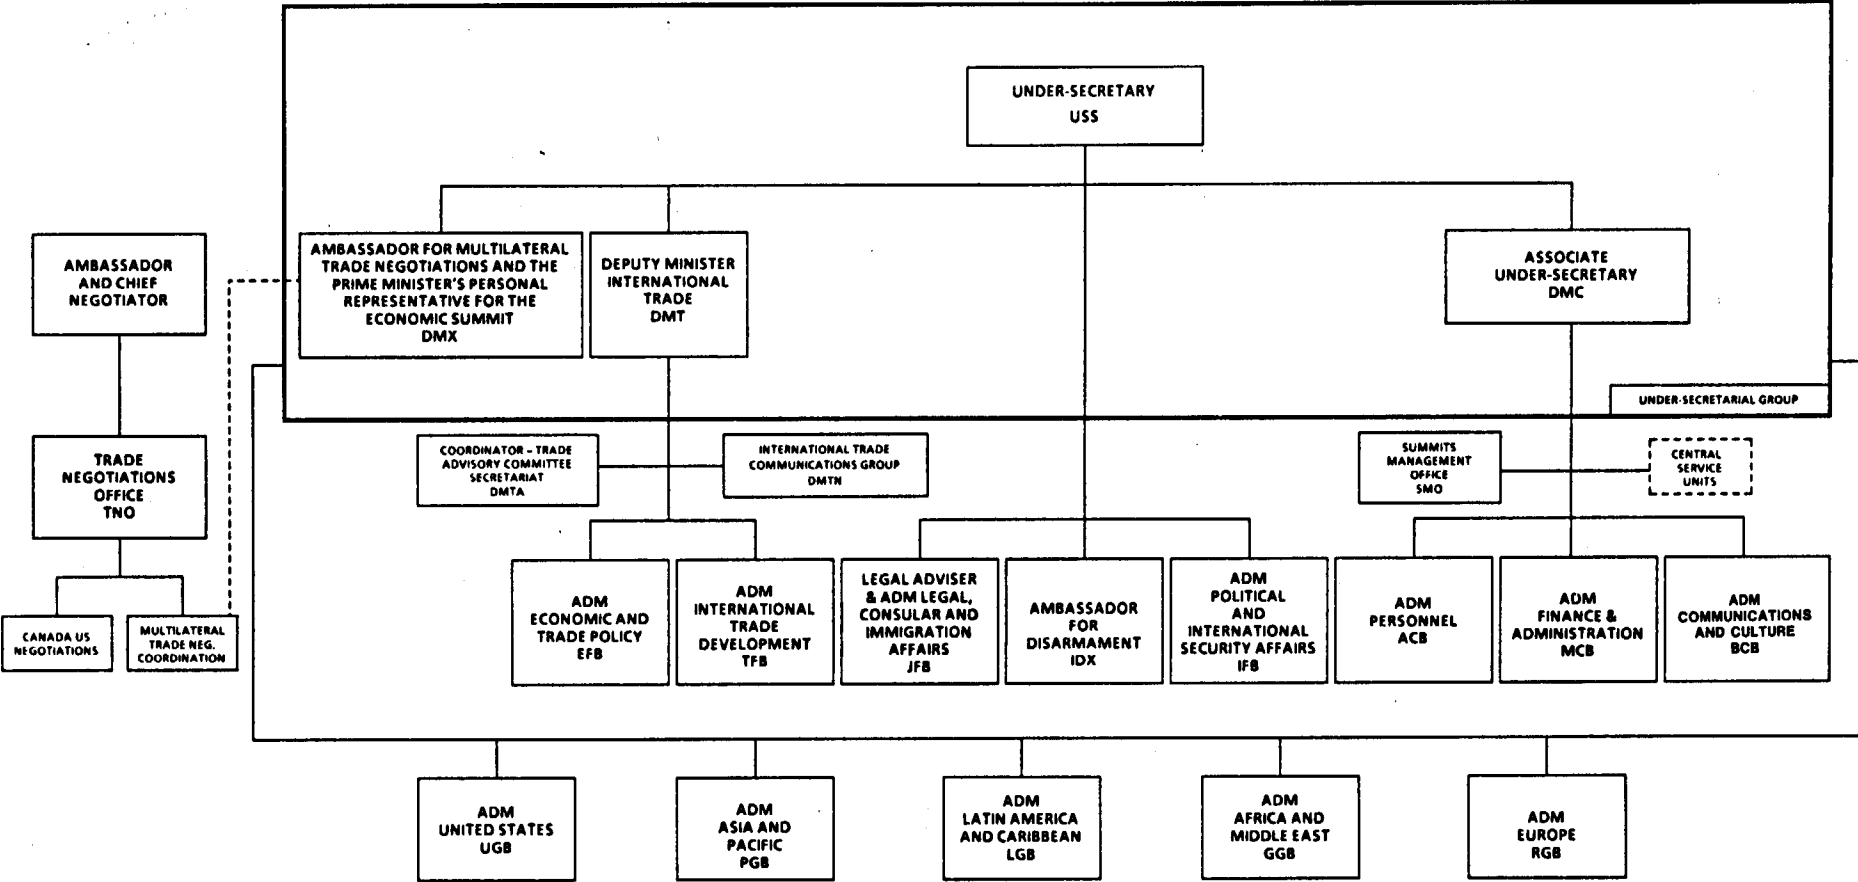 UNDER-SECRETARY
USS
AMBASSADOR
AND CHIEF
NEGOTIATOR
AMBASSADOR FOR MULTILATERAL
TRADE NEGOTIATIONS AND THE
PRIME MINISTER'S PERSONAL
REPRESENTATIVE FOR THE
ECONOMIC SUMMIT
DMX
DEPUTY MINISTER
INTERNATIONAL
TRADE
DMT
ASSOCIATE
UNDER-SECRETARY
DMC
UNDER-SECRETARIAL GROUP
TRADE
NEGOTIATIONS
OFFICE
TNO
COORDINATOR - TRADE
ADVISORY COMMITTEE
SECRETARIAT
DMTA
INTERNATIONAL TRADE
COMMUNICATIONS GROUP
DMTN
SUMMITS
MANAGEMENT
OFFICE
SMO
CENTRAL
SERVICE
UNITS
CANADA US
NEGOTIATIONS
MULTILATERAL
TRADE NEG.
COORDINATION
ADM
ECONOMIC AND
TRADE POLICY
EFB
ADM
INTERNATIONAL
TRADE
DEVELOPMENT
TFB
LEGAL ADVISER
& ADM LEGAL,
CONSULAR AND
IMMIGRATION
AFFAIRS
JFB
AMBASSADOR
FOR
DISARMAMENT
IDX
ADM
POLITICAL
AND
INTERNATIONAL
SECURITY AFFAIRS
IFB
ADM
PERSONNEL
ACB
ADM
FINANCE &
ADMINISTRATION
MCB
ADM
COMMUNICATIONS
AND CULTURE
BCB
ADM
UNITED STATES
UGB
ADM
ASIA AND
PACIFIC
PGB
ADM
LATIN AMERICA
AND CARIBBEAN
LGB
ADM
AFRICA AND
MIDDLE EAST
GGB
ADM
EUROPE
RGB